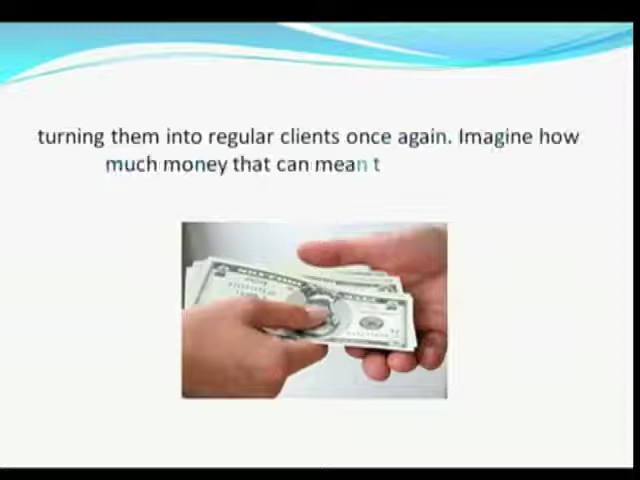 turning them into regular clients once again. Imagine how
much money that can mean t